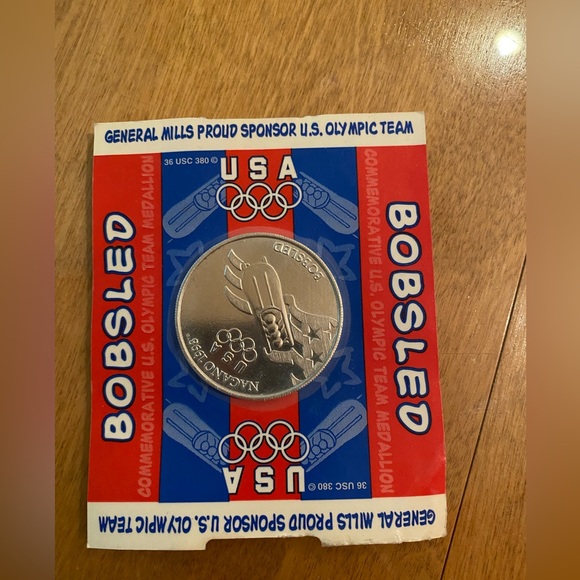 GENERAL MILLS PROUD SPONSOR U.S. OLYMPIC TEAM
36 USC 380 ©
USA
BOBSLED
COMMEMORATIVE U.S. OLYMPIC TEAM MEDALLION
COMMEMORATIVE U.S. OLYMPIC TEAM MEDALLION
BOBSLED
BOBSLED
USA
NAGANO 1998
USA
36 USC 380 ©
GENERAL MILLS PROUD SPONSOR U.S. OLYMPIC TEAM